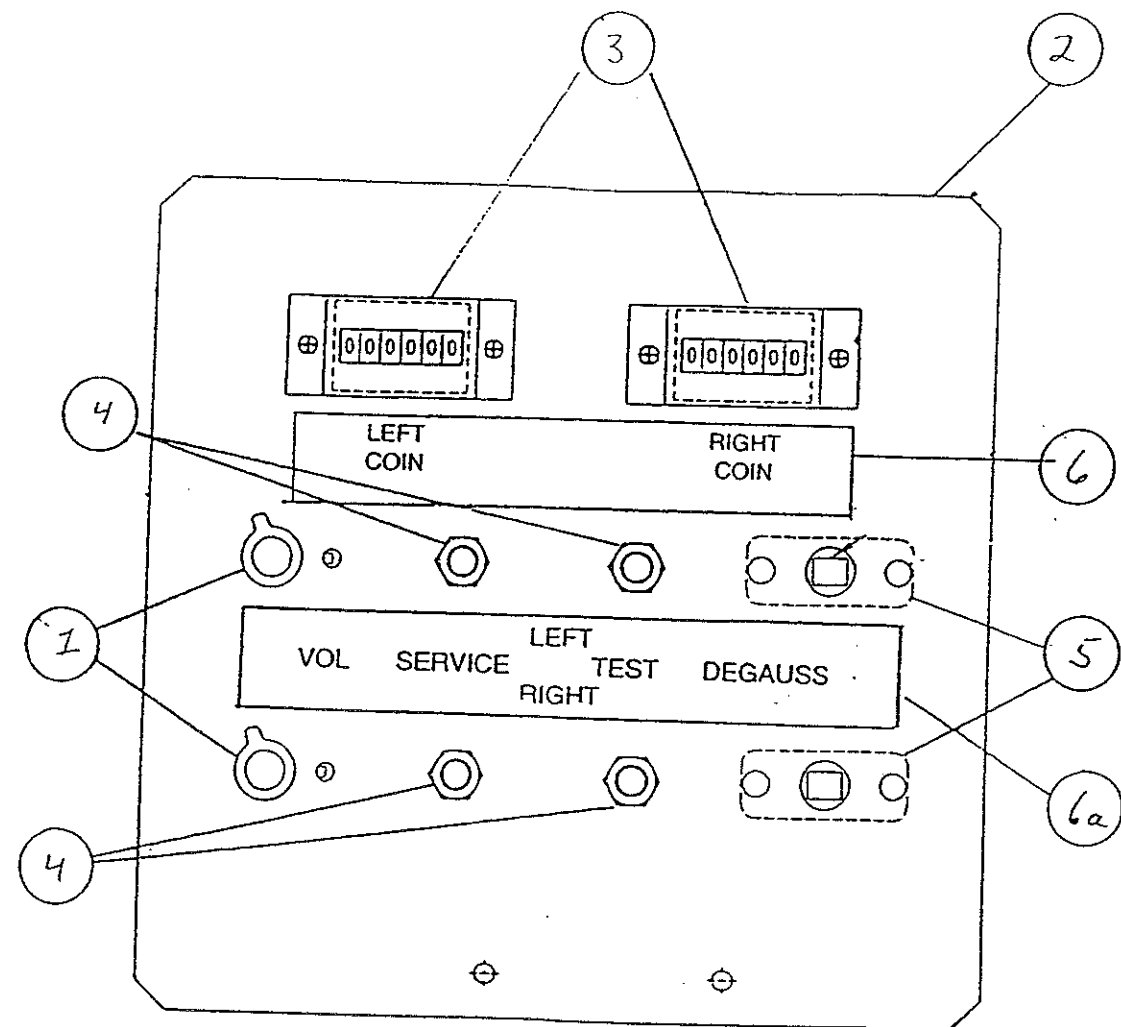 3
2
000000
000000
4
LEFT COIN
RIGHT COIN
6
1
LEFT
VOL SERVICE TEST DEGAUSS
RIGHT
5
6a
4